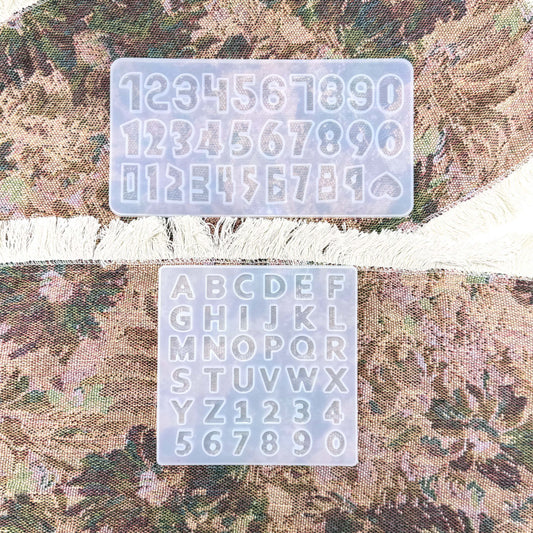 1234567890
1234567890
0123456789
ABCDEF
GHIJKL
MNOPQR
STUVWX
YZ1234
567890